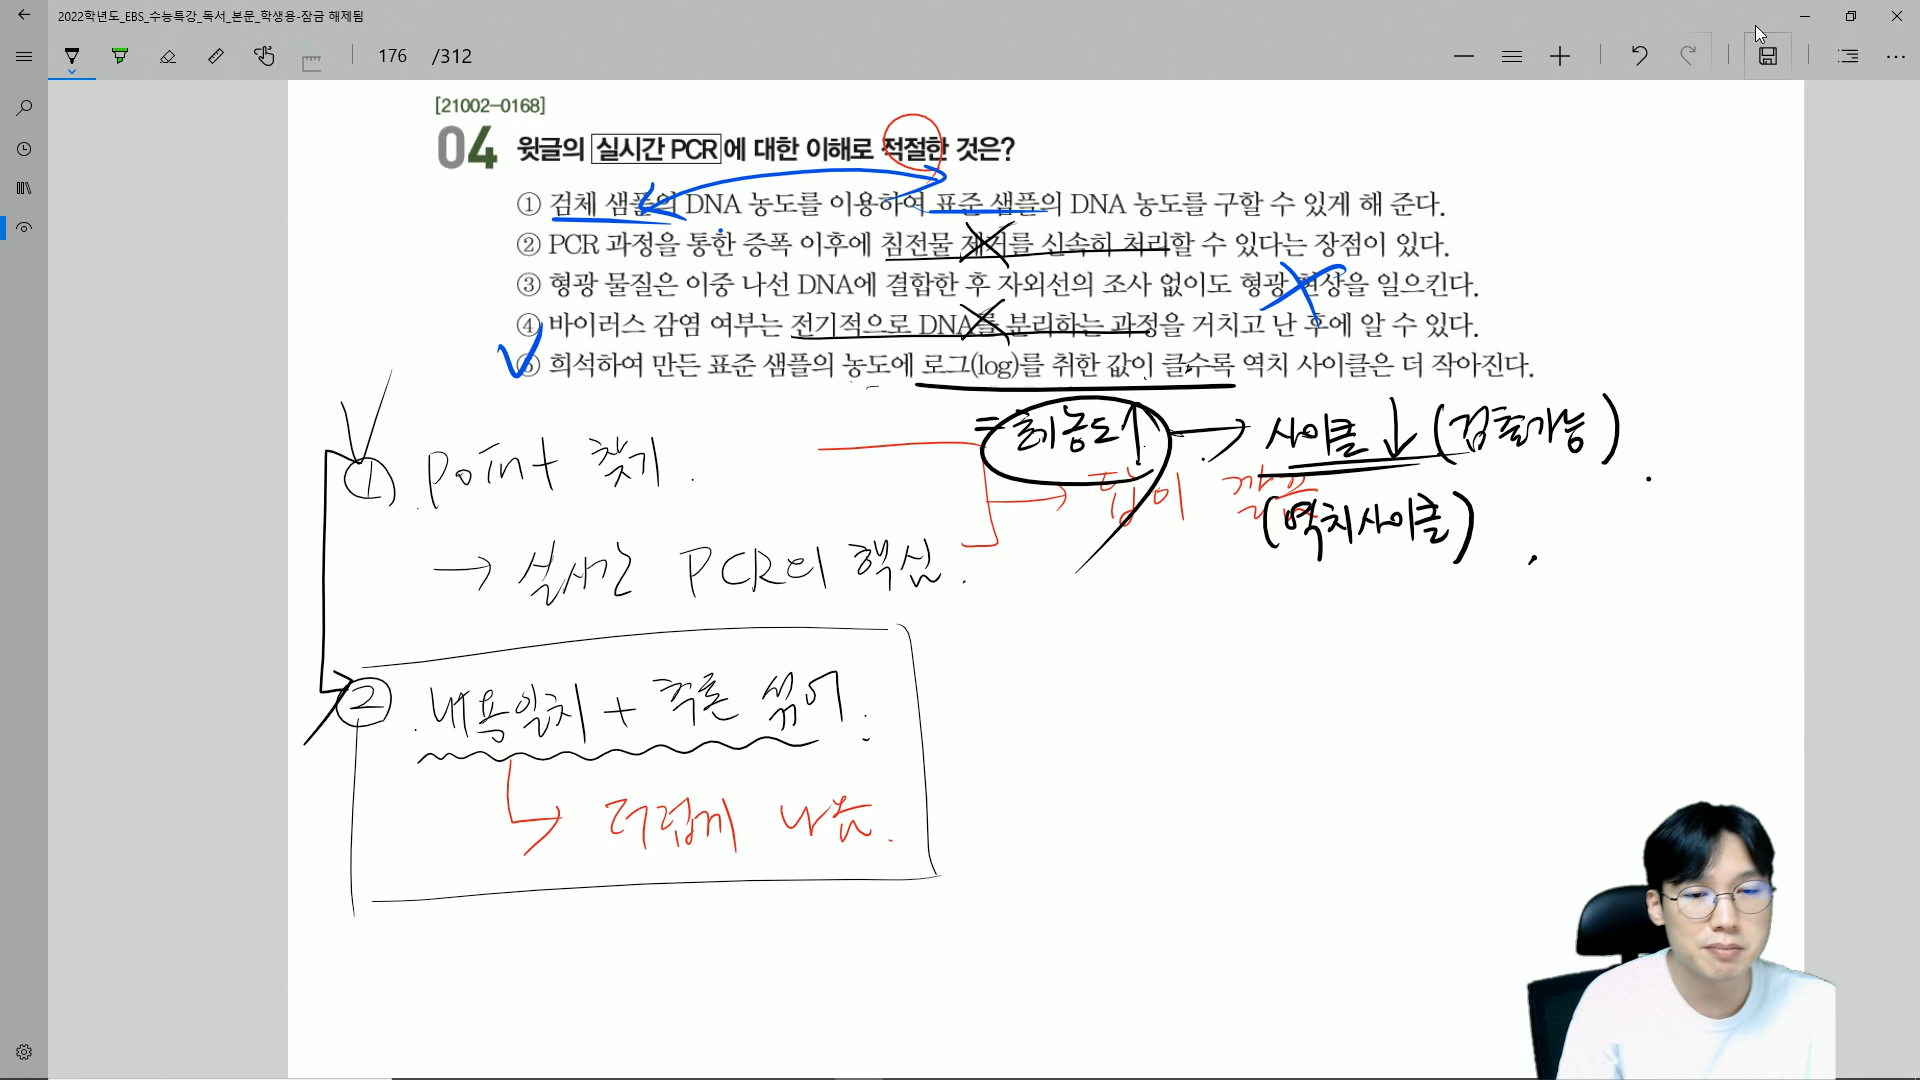 2022학년도_EBS_수능특강_독서_본문_학생용-잠금 해제됨
176 /312
[21002-0168]
04 윗글의 실시간 PCR에 대한 이해로 적절한 것은?
① 검체 샘플의 DNA 농도를 이용하여 표준 샘플의 DNA 농도를 구할 수 있게 해 준다.
② PCR 과정을 통한 증폭 이후에 침전물 제거를 신속히 처리할 수 있다는 장점이 있다.
③ 형광 물질은 이중 나선 DNA에 결합한 후 자외선의 조사 없이도 형광 현상을 일으킨다.
④ 바이러스 감염 여부는 전기적으로 DNA를 분리하는 과정을 거치고 난 후에 알 수 있다.
⑤ 희석하여 만든 표준 샘플의 농도에 로그(log)를 취한 값이 클수록 역치 사이클은 더 작아진다.
= 농도↑ → 사이클↓ (검출가능)
① Point 찾기.
답이 깔끔
(역치사이클)
→ 실시간 PCR의 핵심.
② 내용일치 + 추론 섞어.
더럽게 나옴.